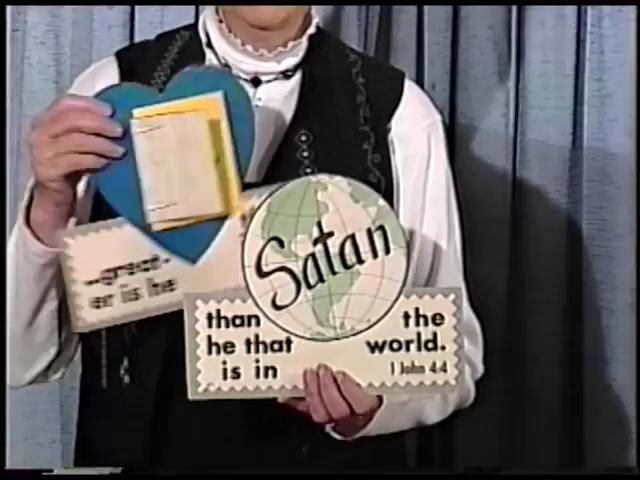 --great-
er is he
Satan
than the
he that world.
is in 1 John 4:4